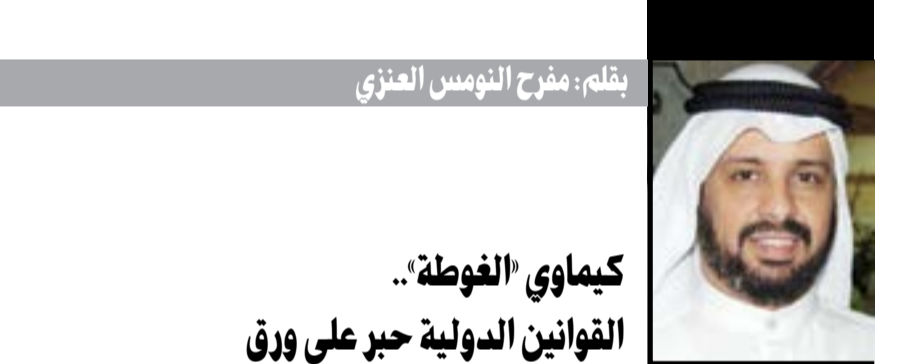 بقلم: مفرح النومس العنزي
كيماوي «الغوطة»..
القوانين الدولية حبر على ورق